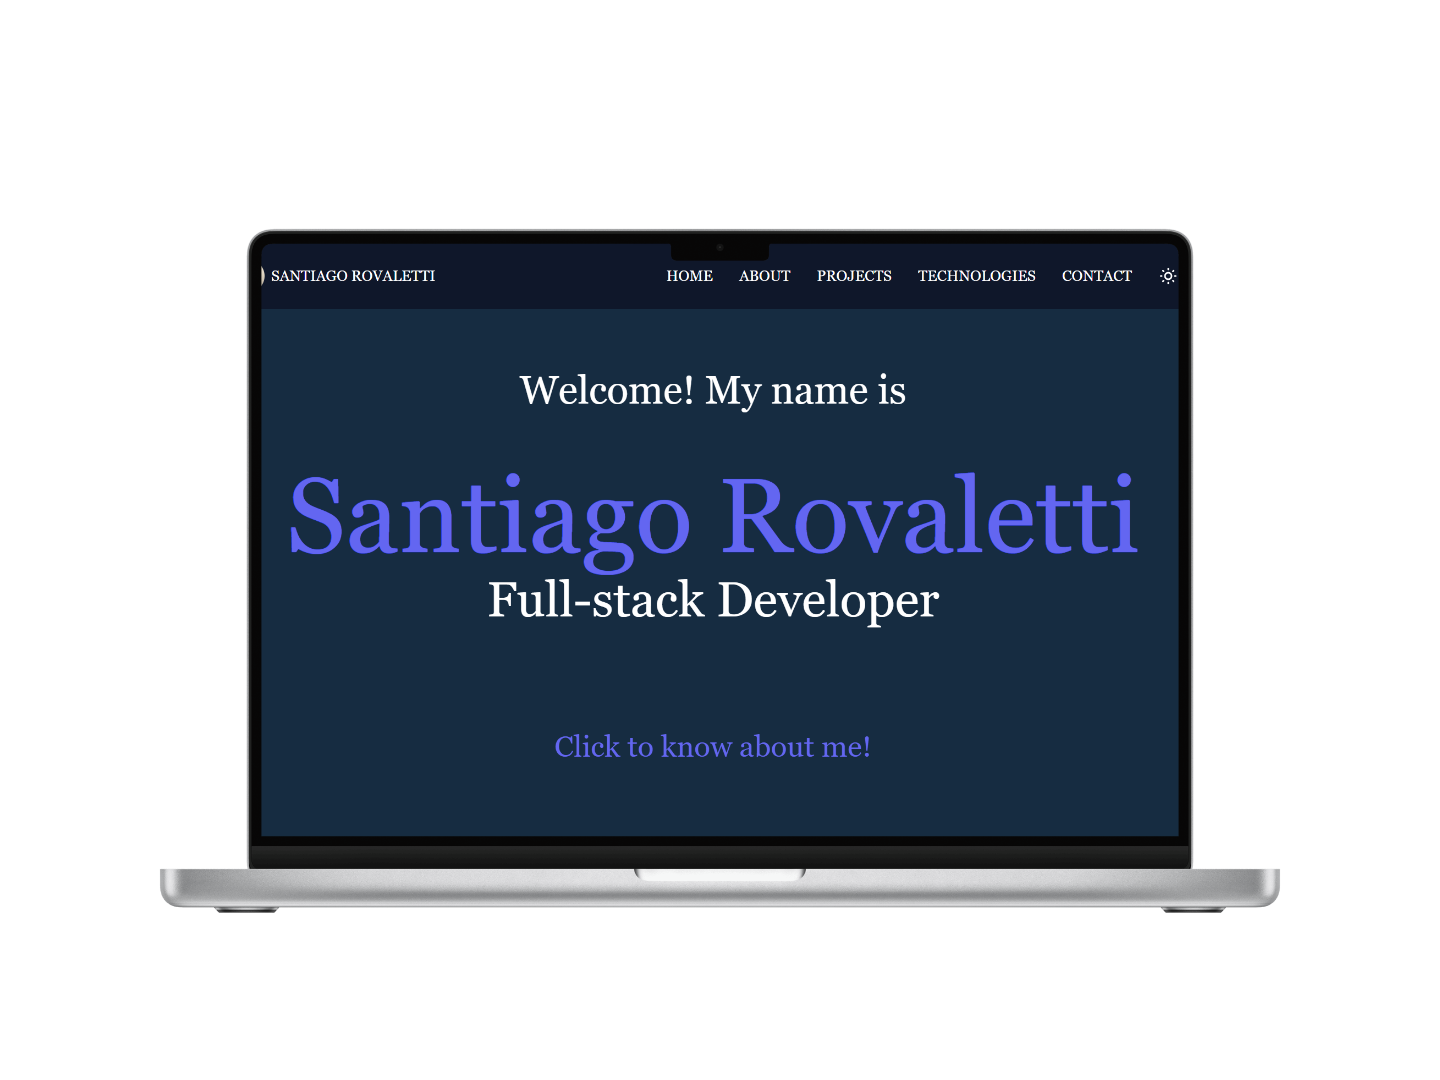 SANTIAGO ROVALETTI HOME ABOUT PROJECTS TECHNOLOGIES CONTACT
Welcome! My name is
Santiago Rovaletti
Full-stack Developer
Click to know about me!